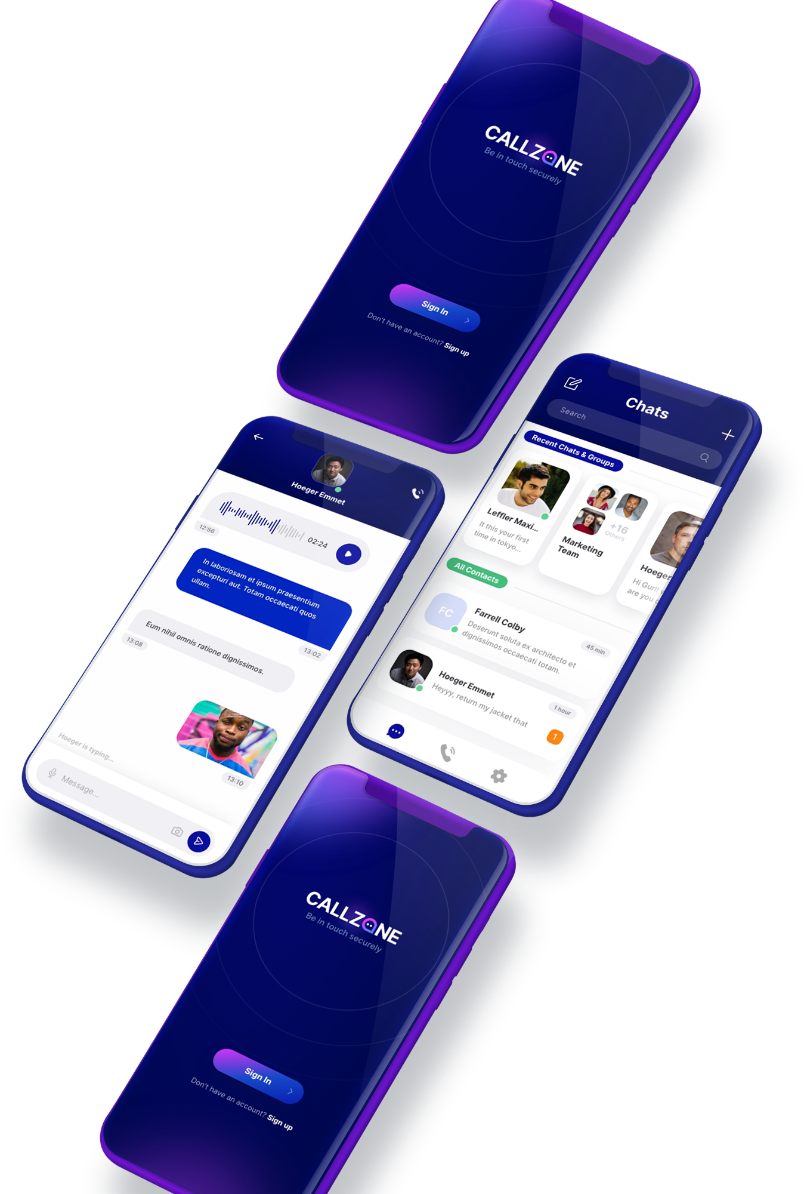 CALLZONE
Be in touch securely
Sign In
Don't have an account? Sign up
Chats
Search
Recent Chats & Groups
Leffler Maxi...
It this your first
time in tokyo...
+16
Others
Marketing
Team
Hoeger
Hi Guri!
are you
All Contacts
FC
Farrell Colby
45 min
Deserunt soluta ex architecto et
dignissimos occaecati totam.
Hoeger Emmet
1 hour
Heyyy, return my jacket that
1
Hoeger Emmet
02:24
12:56
In laboriosam et ipsum praesentium
excepturi aut. Totam occaecati quos
ullam.
13:02
Eum nihil omnis ratione dignissimos.
13:08
13:10
Hoeger is typing...
Message...
CALLZONE
Be in touch securely
Sign In
Don't have an account? Sign up